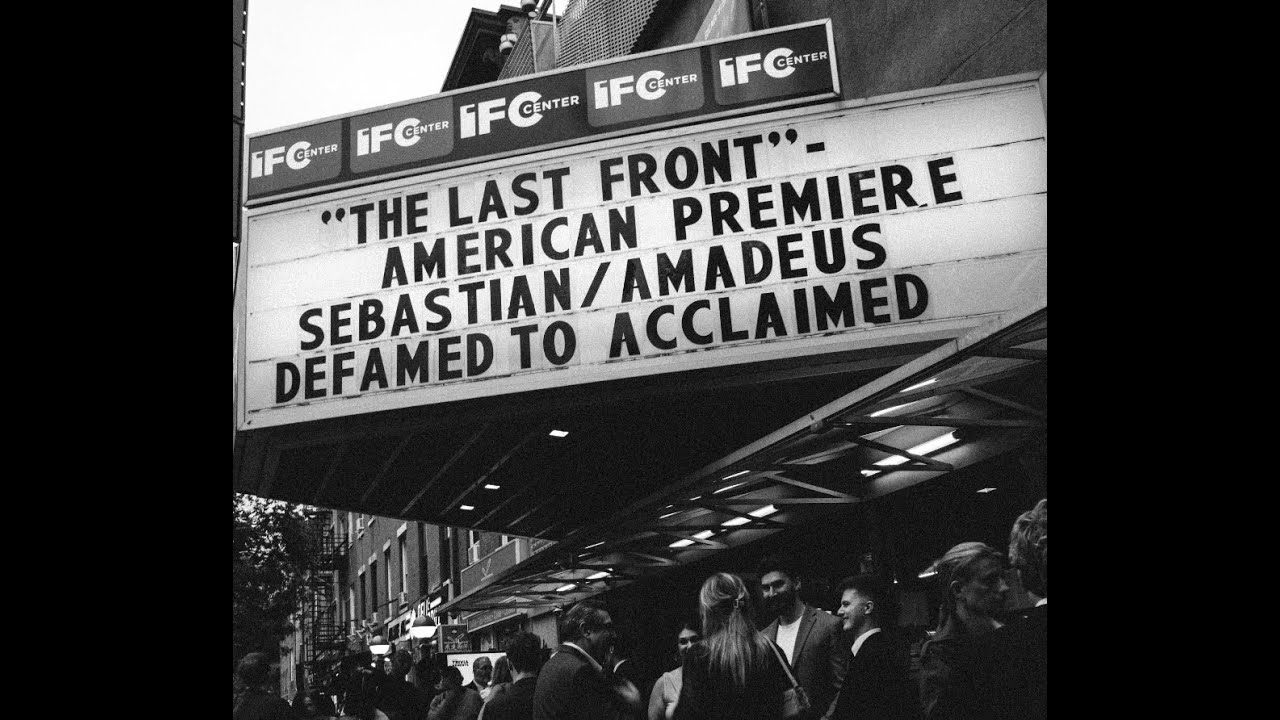 iFC CENTER iFC CENTER iFC CENTER iFC CENTER iFC CENTER
"THE LAST FRONT"-
AMERICAN PREMIERE
SEBASTIAN/AMADEUS
DEFAMED TO ACCLAIMED